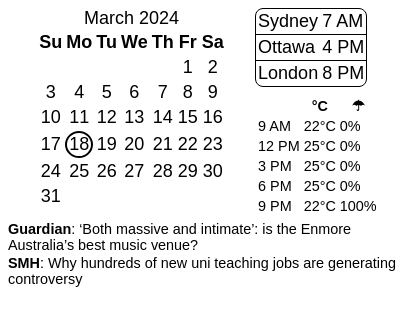 March 2024
Su Mo Tu We Th Fr Sa
1 2
3 4 5 6 7 8 9
10 11 12 13 14 15 16
17 18 19 20 21 22 23
24 25 26 27 28 29 30
31
Sydney 7 AM
Ottawa 4 PM
London 8 PM
°C ☂
9 AM 22°C 0%
12 PM 25°C 0%
3 PM 25°C 0%
6 PM 25°C 0%
9 PM 22°C 100%
Guardian: ‘Both massive and intimate’: is the Enmore
Australia’s best music venue?
SMH: Why hundreds of new uni teaching jobs are generating
controversy